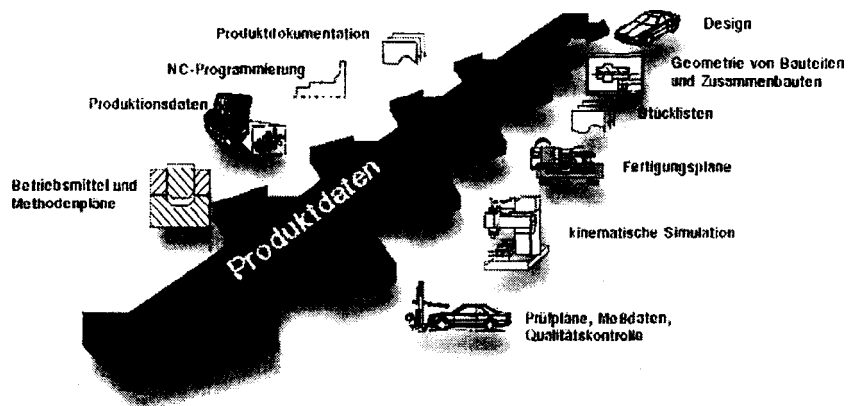 Produktdokumentation
NC-Programmierung
Produktionsdaten
Betriebsmittel und
Methodenpläne
Produktdaten
Design
Geometrie von Bauteilen
und Zusammenbauten
Stücklisten
Fertigungspläne
kinematische Simulation
Prüfpläne, Meßdaten,
Qualitätskontrolle